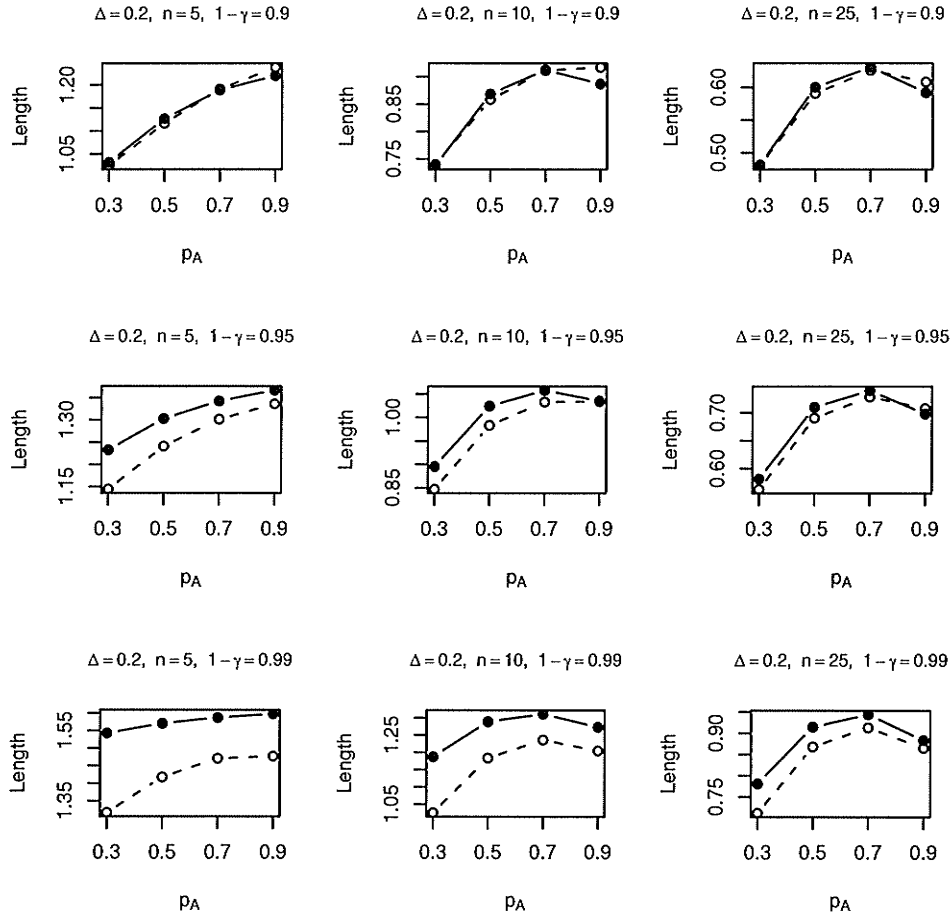 Δ = 0.2, n = 5, 1 − γ = 0.9
Length
1.05 1.20
0.3 0.5 0.7 0.9
pA
Δ = 0.2, n = 10, 1 − γ = 0.9
Length
0.75 0.85
0.3 0.5 0.7 0.9
pA
Δ = 0.2, n = 25, 1 − γ = 0.9
Length
0.50 0.60
0.3 0.5 0.7 0.9
pA
Δ = 0.2, n = 5, 1 − γ = 0.95
Length
1.15 1.30
0.3 0.5 0.7 0.9
pA
Δ = 0.2, n = 10, 1 − γ = 0.95
Length
0.85 1.00
0.3 0.5 0.7 0.9
pA
Δ = 0.2, n = 25, 1 − γ = 0.95
Length
0.60 0.70
0.3 0.5 0.7 0.9
pA
Δ = 0.2, n = 5, 1 − γ = 0.99
Length
1.35 1.55
0.3 0.5 0.7 0.9
pA
Δ = 0.2, n = 10, 1 − γ = 0.99
Length
1.05 1.25
0.3 0.5 0.7 0.9
pA
Δ = 0.2, n = 25, 1 − γ = 0.99
Length
0.75 0.90
0.3 0.5 0.7 0.9
pA